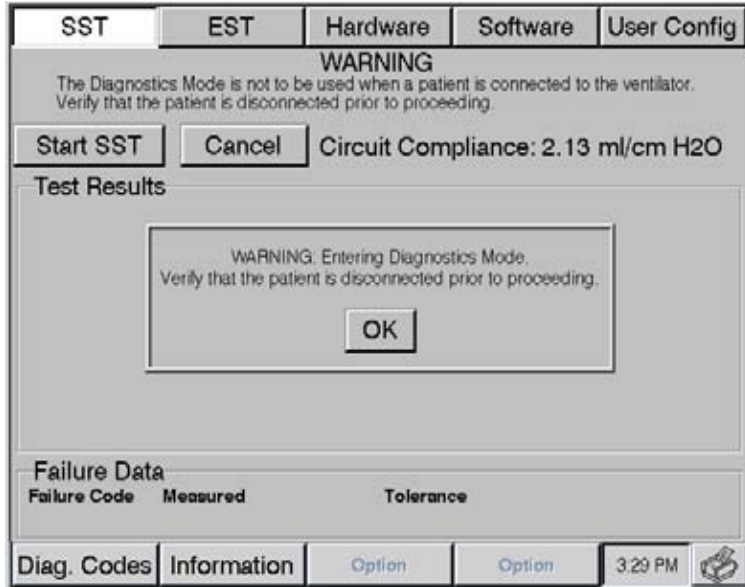 SST EST Hardware Software User Config
WARNING
The Diagnostics Mode is not to be used when a patient is connected to the ventilator.
Verify that the patient is disconnected prior to proceeding.
Start SST Cancel Circuit Compliance: 2.13 ml/cm H2O
Test Results
WARNING: Entering Diagnostics Mode.
Verify that the patient is disconnected prior to proceeding.
OK
Failure Data
Failure Code Measured Tolerance
Diag. Codes Information Option Option 3:29 PM